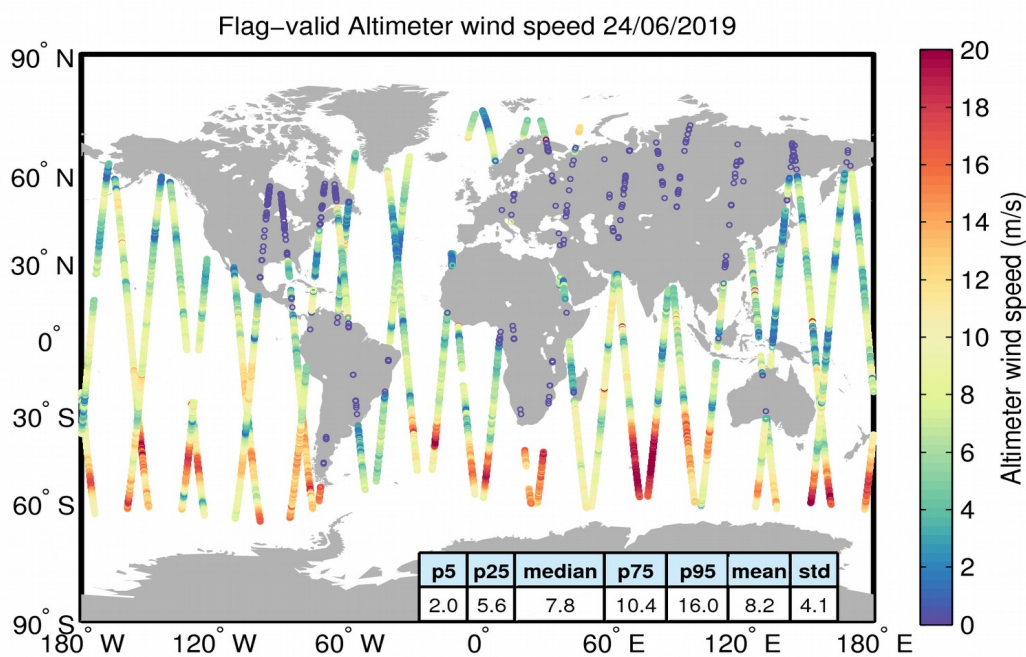 Flag−valid Altimeter wind speed 24/06/2019
90° N
60° N
30° N
0°
30° S
60° S
90° S
180° W
120° W
60° W
0°
60° E
120° E
180° E
p5 p25 median p75 p95 mean std
2.0 5.6 7.8 10.4 16.0 8.2 4.1
20
18
16
14
12
10
8
6
4
2
0
Altimeter wind speed (m/s)